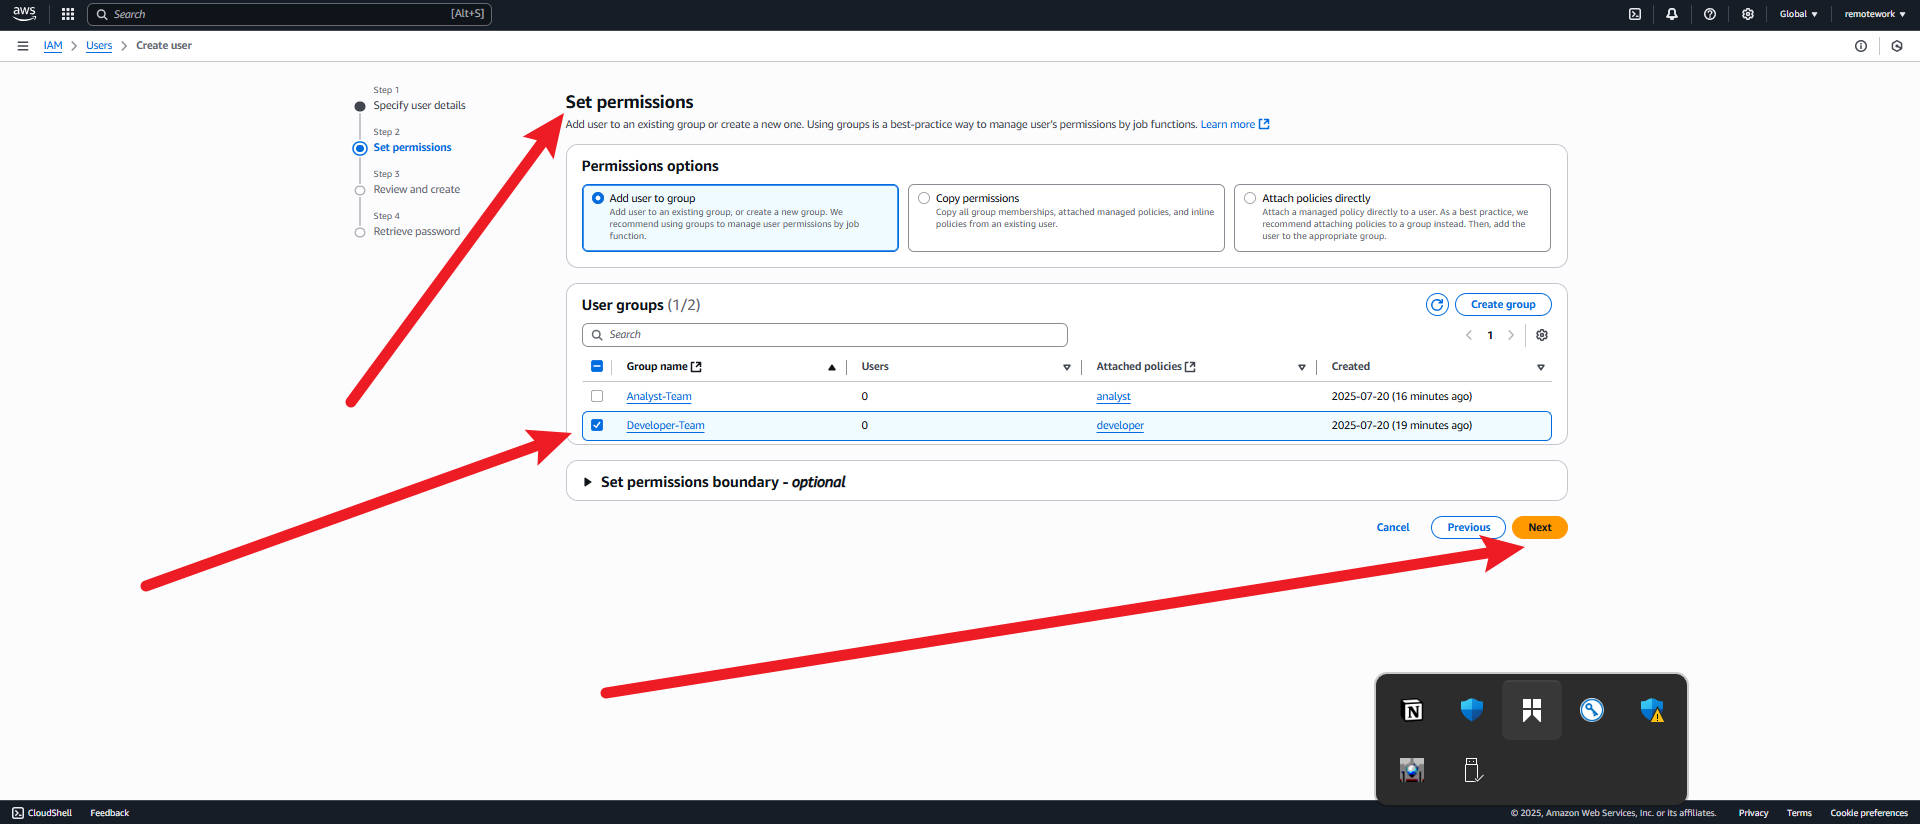 aws
Search
[Alt+S]
Global
remotework
IAM
Users
Create user
Step 1
Specify user details
Step 2
Set permissions
Step 3
Review and create
Step 4
Retrieve password
Set permissions
Add user to an existing group or create a new one. Using groups is a best-practice way to manage user's permissions by job functions. Learn more
Permissions options
Add user to group
Add user to an existing group, or create a new group. We
recommend using groups to manage user permissions by job
function.
Copy permissions
Copy all group memberships, attached managed policies, and inline
policies from an existing user.
Attach policies directly
Attach a managed policy directly to a user. As a best practice, we
recommend attaching policies to a group instead. Then, add the
user to the appropriate group.
User groups (1/2)
Create group
Search
1
Group name
Users
Attached policies
Created
Analyst-Team
0
analyst
2025-07-20 (16 minutes ago)
Developer-Team
0
developer
2025-07-20 (19 minutes ago)
Set permissions boundary - optional
Cancel
Previous
Next
N
CloudShell
Feedback
© 2025, Amazon Web Services, Inc. or its affiliates.
Privacy
Terms
Cookie preferences